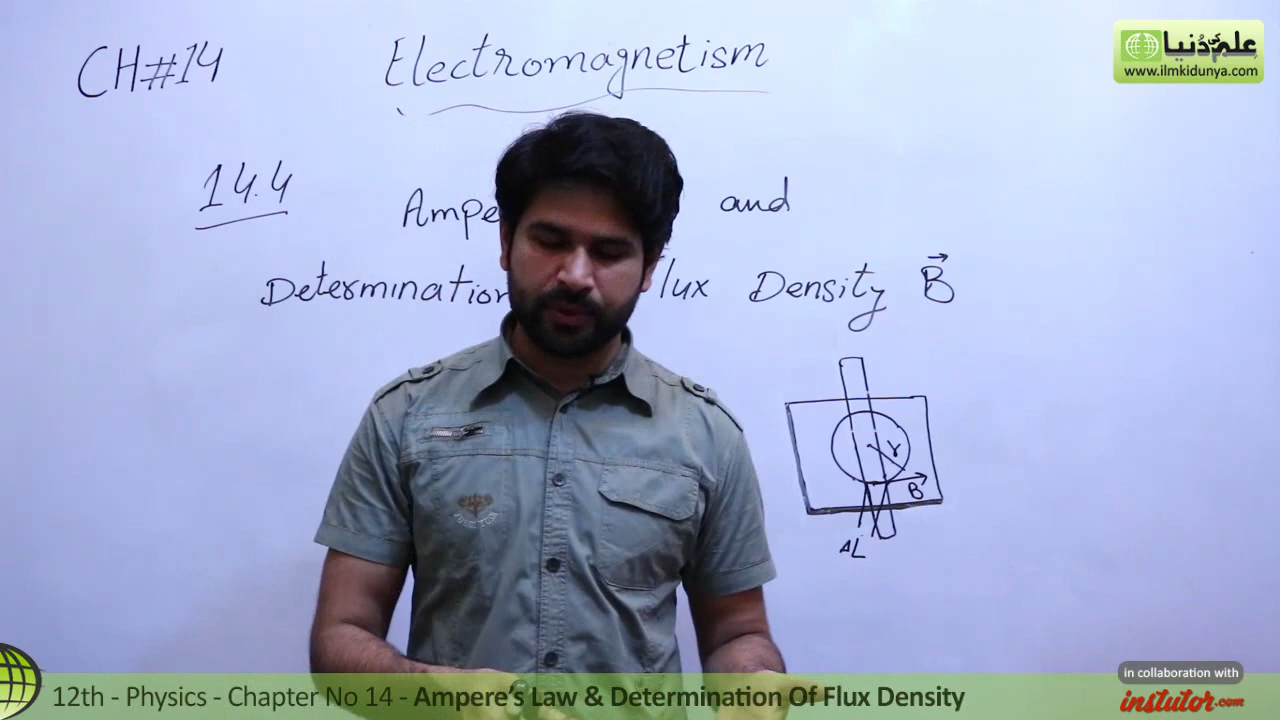 CH#14
Electromagnetism
علم کی دنیا
www.ilmkidunya.com
14.4
Ampe and
Determination lux Density B
r
B
ΔL
in collaboration with
instutor.com
12th - Physics - Chapter No 14 - Ampere's Law & Determination Of Flux Density